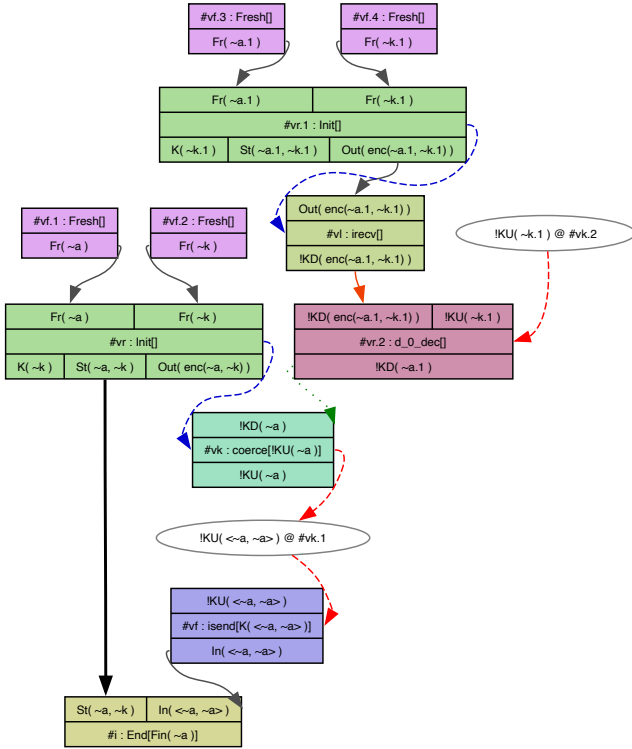 #vf.3 : Fresh[]
Fr( ~a.1 )
#vf.4 : Fresh[]
Fr( ~k.1 )
Fr( ~a.1 )
Fr( ~k.1 )
#vr.1 : Init[]
K( ~k.1 )
St( ~a.1, ~k.1 )
Out( enc(~a.1, ~k.1) )
Out( enc(~a.1, ~k.1) )
#vl : irecv[]
!KD( enc(~a.1, ~k.1) )
#vf.1 : Fresh[]
Fr( ~a )
#vf.2 : Fresh[]
Fr( ~k )
!KU( ~k.1 ) @ #vk.2
Fr( ~a )
Fr( ~k )
#vr : Init[]
K( ~k )
St( ~a, ~k )
Out( enc(~a, ~k) )
!KD( enc(~a.1, ~k.1) )
!KU( ~k.1 )
#vr.2 : d_0_dec[]
!KD( ~a.1 )
!KD( ~a )
#vk : coerce[!KU( ~a )]
!KU( ~a )
!KU( <~a, ~a> ) @ #vk.1
!KU( <~a, ~a> )
#vf : isend[K( <~a, ~a> )]
In( <~a, ~a> )
St( ~a, ~k )
In( <~a, ~a> )
#i : End[Fin( ~a )]